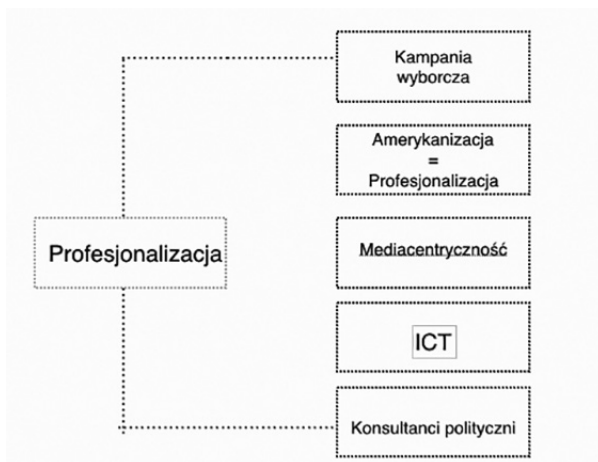 Kampania
wyborcza
Amerykanizacja
=
Profesjonalizacja
Profesjonalizacja
Mediacentryczność
ICT
Konsultanci polityczni